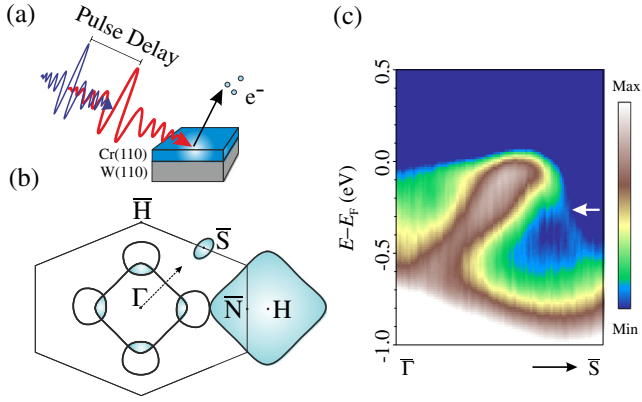 (a)
Pulse Delay
e⁻
Cr(110)
W(110)
(b)
H̅
S̅
Γ
N̅
H
(c)
E−E_F (eV)
0.5
0.0
-0.5
-1.0
Γ̅
S̅
Max
Min